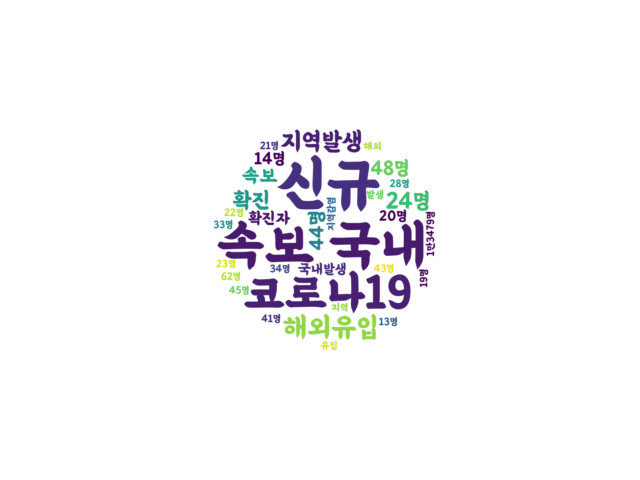 지역발생
21명
해외
14명
48명
신규
속보
28명
발생
확진
24명
22명
확진자
44명
지역감염
20명
33명
속보
국내
1만3479명
23명
34명
국내발생
43명
19명
62명
45명
코로나19
지역
41명
해외유입
13명
유입